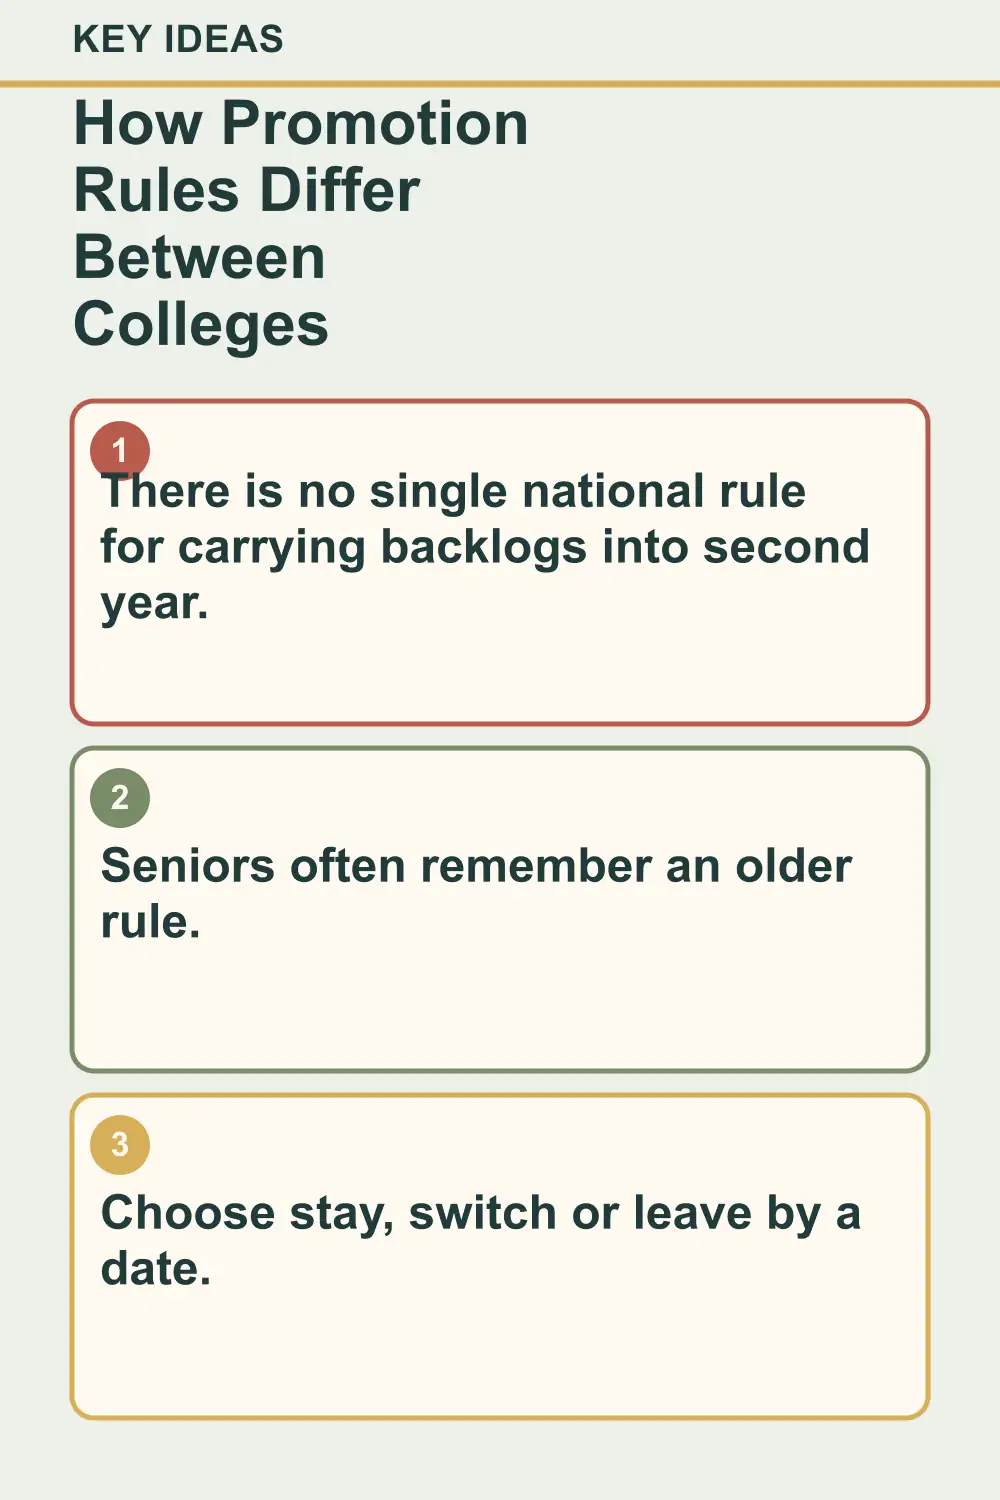 KEY IDEAS
How Promotion
Rules Differ
Between
Colleges
1
There is no single national rule
for carrying backlogs into second
year.
2
Seniors often remember an older
rule.
3
Choose stay, switch or leave by a
date.